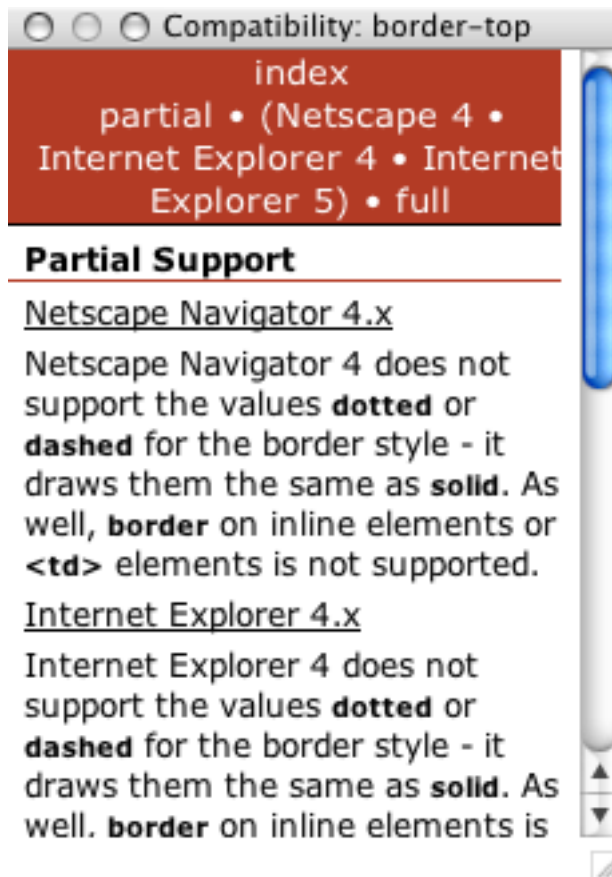 Compatibility: border-top
index
partial • (Netscape 4 •
Internet Explorer 4 • Internet
Explorer 5) • full
Partial Support
Netscape Navigator 4.x
Netscape Navigator 4 does not
support the values dotted or
dashed for the border style - it
draws them the same as solid. As
well, border on inline elements or
<td> elements is not supported.
Internet Explorer 4.x
Internet Explorer 4 does not
support the values dotted or
dashed for the border style - it
draws them the same as solid. As
well, border on inline elements is